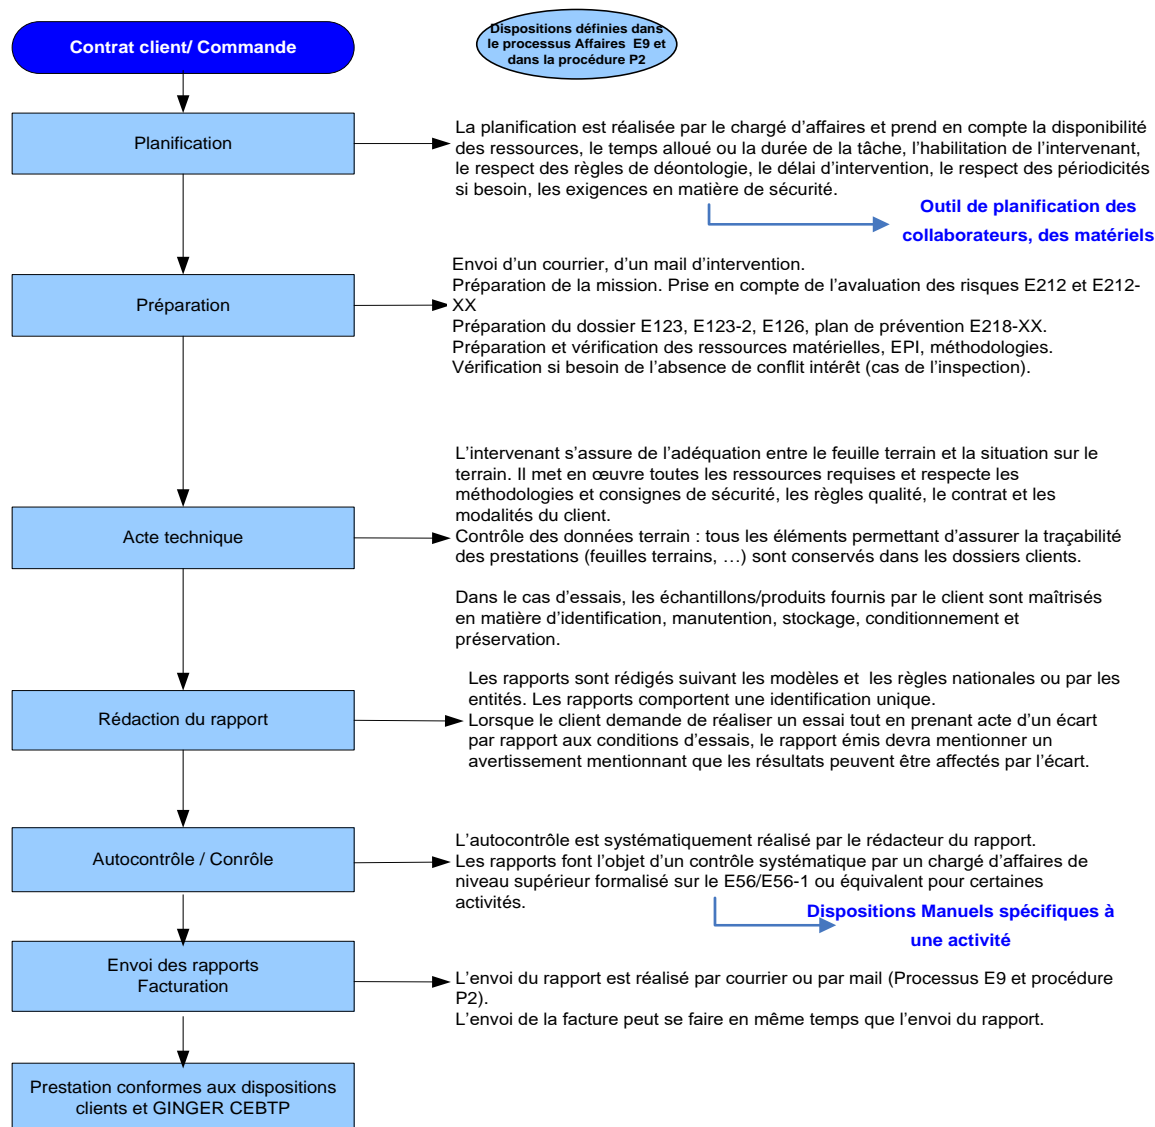 Contrat client/ Commande
Dispositions définies dans
le processus Affaires E9 et
dans la procédure P2
Planification
La planification est réalisée par le chargé d’affaires et prend en compte la disponibilité
des ressources, le temps alloué ou la durée de la tâche, l’habilitation de l’intervenant,
le respect des règles de déontologie, le délai d’intervention, le respect des périodicités
si besoin, les exigences en matière de sécurité.
Outil de planification des
collaborateurs, des matériels
Préparation
Envoi d’un courrier, d’un mail d’intervention.
Préparation de la mission. Prise en compte de l’avaluation des risques E212 et E212-
XX
Préparation du dossier E123, E123-2, E126, plan de prévention E218-XX.
Préparation et vérification des ressources matérielles, EPI, méthodologies.
Vérification si besoin de l’absence de conflit intérêt (cas de l’inspection).
Acte technique
L’intervenant s’assure de l’adéquation entre le feuille terrain et la situation sur le
terrain. Il met en œuvre toutes les ressources requises et respecte les
méthodologies et consignes de sécurité, les règles qualité, le contrat et les
modalités du client.
Contrôle des données terrain : tous les éléments permettant d’assurer la traçabilité
des prestations (feuilles terrains, …) sont conservés dans les dossiers clients.
Dans le cas d’essais, les échantillons/produits fournis par le client sont maîtrisés
en matière d’identification, manutention, stockage, conditionnement et
préservation.
Rédaction du rapport
Les rapports sont rédigés suivant les modèles et les règles nationales ou par les
entités. Les rapports comportent une identification unique.
Lorsque le client demande de réaliser un essai tout en prenant acte d’un écart
par rapport aux conditions d’essais, le rapport émis devra mentionner un
avertissement mentionnant que les résultats peuvent être affectés par l’écart.
Autocontrôle / Conrôle
L’autocontrôle est systématiquement réalisé par le rédacteur du rapport.
Les rapports font l’objet d’un contrôle systématique par un chargé d’affaires de
niveau supérieur formalisé sur le E56/E56-1 ou équivalent pour certaines
activités.
Dispositions Manuels spécifiques à
une activité
Envoi des rapports
Facturation
L’envoi du rapport est réalisé par courrier ou par mail (Processus E9 et procédure
P2).
L’envoi de la facture peut se faire en même temps que l’envoi du rapport.
Prestation conformes aux dispositions
clients et GINGER CEBTP